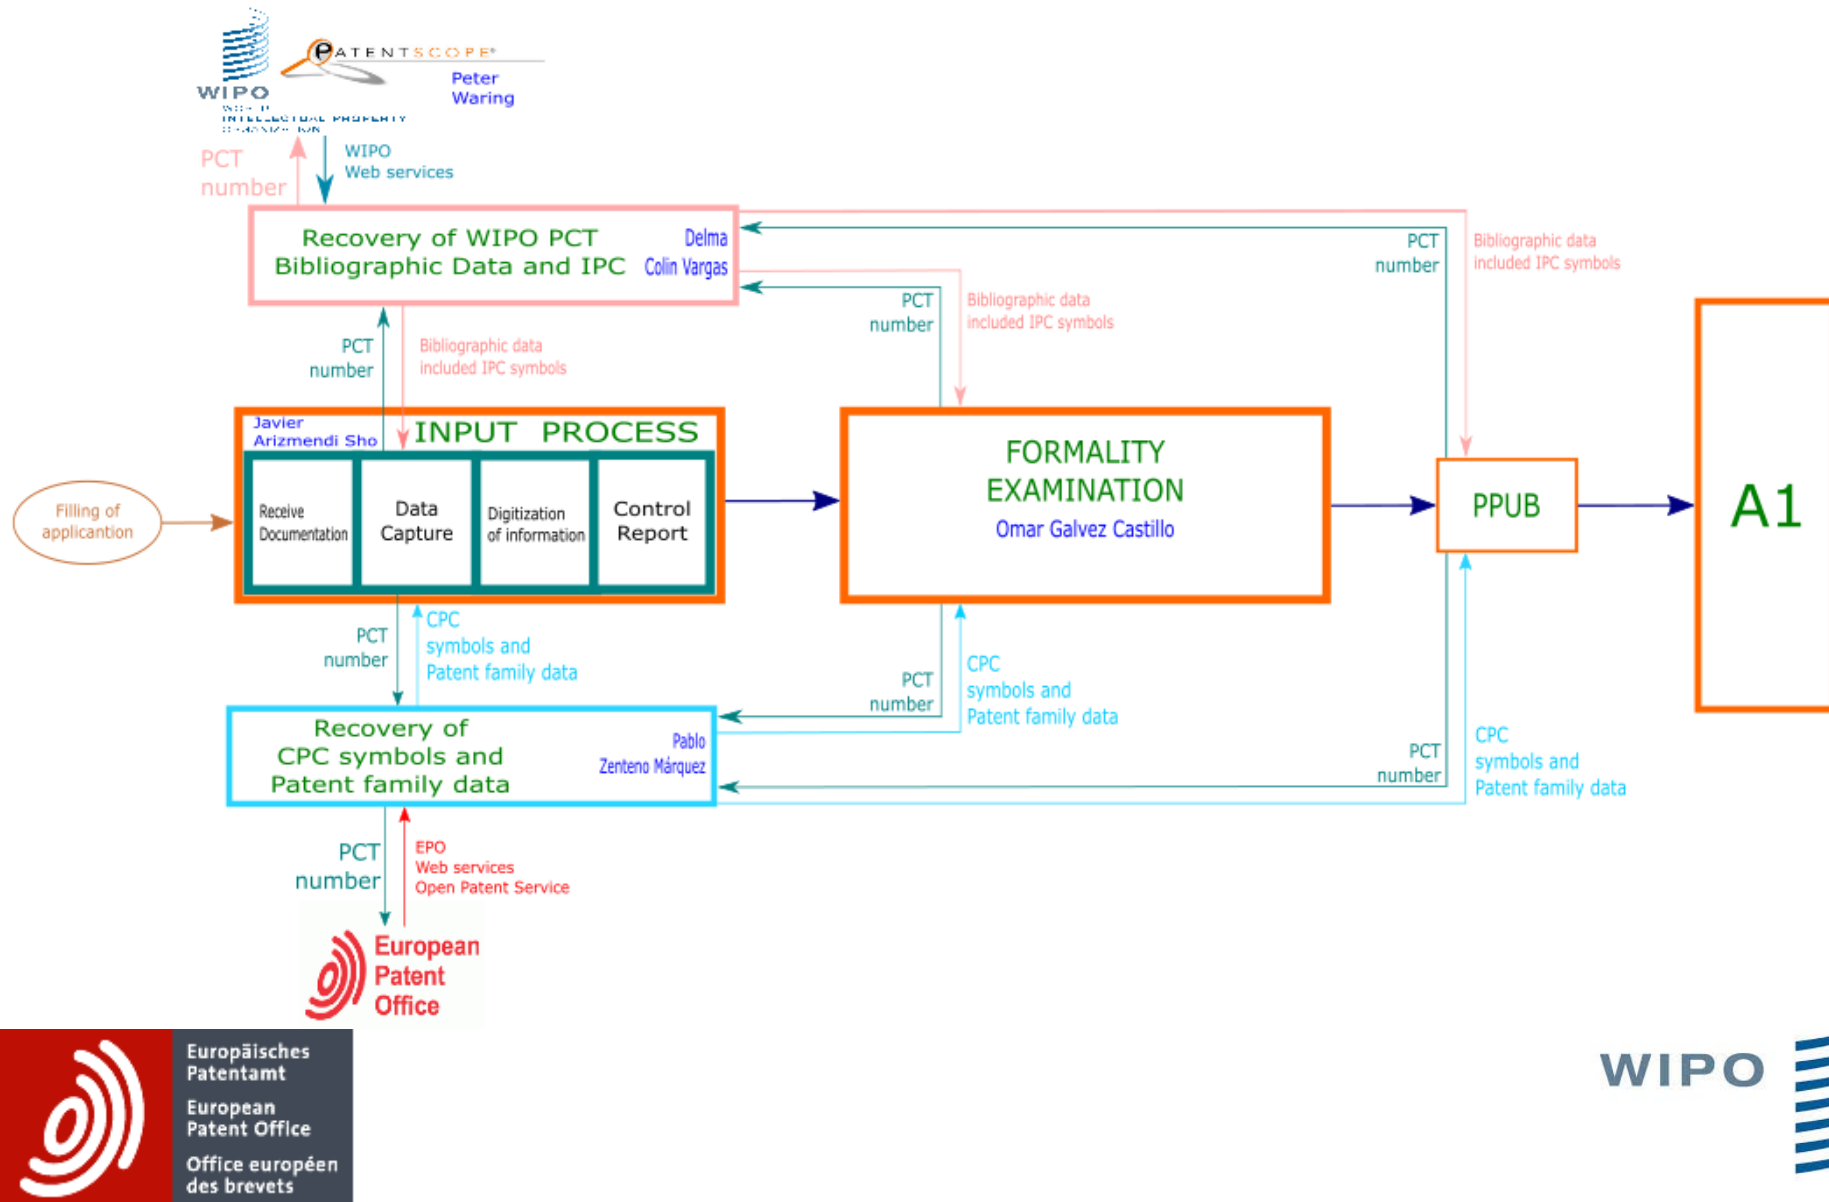 PATENTSCOPE®
WIPO
WORLD
INTELLECTUAL PROPERTY
ORGANIZATION
Peter
Waring
PCT
number
WIPO
Web services
Recovery of WIPO PCT
Bibliographic Data and IPC
Delma
Colin Vargas
PCT
number
Bibliographic data
included IPC symbols
PCT
number
Bibliographic data
included IPC symbols
PCT
number
Bibliographic data
included IPC symbols
Javier
Arizmendi Sho
INPUT PROCESS
Receive
Documentation
Data
Capture
Digitization
of information
Control
Report
Filling of
applicantion
FORMALITY
EXAMINATION
Omar Galvez Castillo
PPUB
A1
PCT
number
CPC
symbols and
Patent family data
PCT
number
CPC
symbols and
Patent family data
PCT
number
CPC
symbols and
Patent family data
Recovery of
CPC symbols and
Patent family data
Pablo
Zenteno Márquez
PCT
number
EPO
Web services
Open Patent Service
European
Patent
Office
Europäisches
Patentamt
European
Patent Office
Office européen
des brevets
WIPO